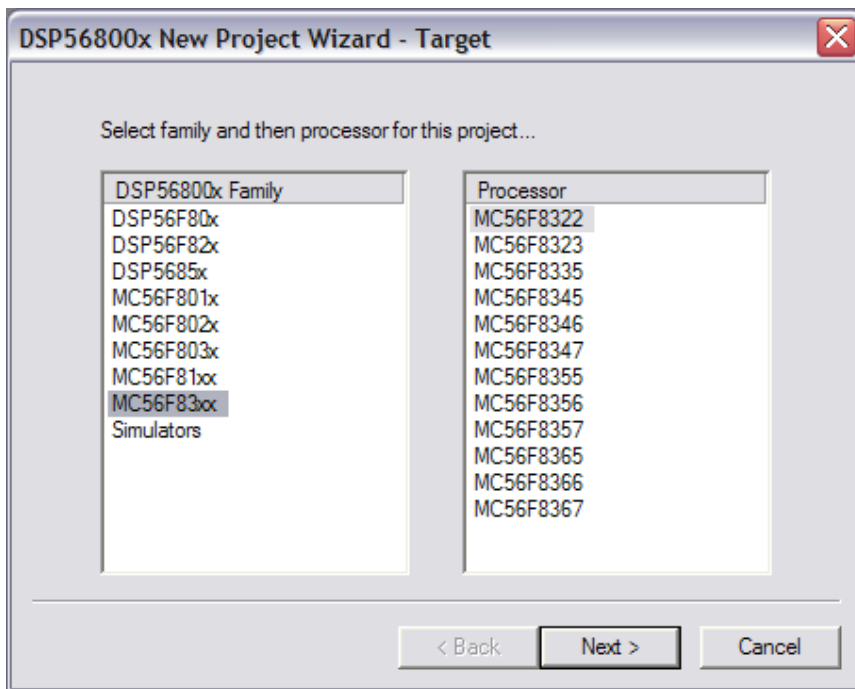 DSP56800x New Project Wizard - Target
Select family and then processor for this project...
DSP56800x Family
DSP56F80x
DSP56F82x
DSP5685x
MC56F801x
MC56F802x
MC56F803x
MC56F81xx
MC56F83xx
Simulators
Processor
MC56F8322
MC56F8323
MC56F8335
MC56F8345
MC56F8346
MC56F8347
MC56F8355
MC56F8356
MC56F8357
MC56F8365
MC56F8366
MC56F8367
< Back
Next >
Cancel